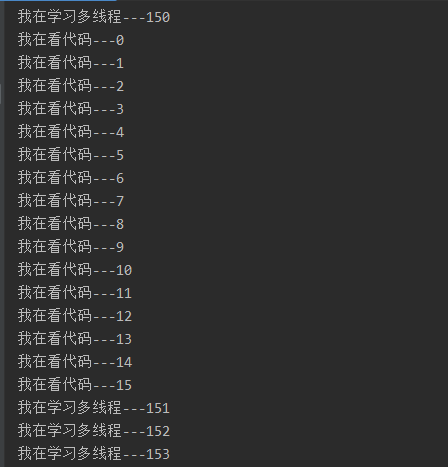 我在学习多线程---150
我在看代码---0
我在看代码---1
我在看代码---2
我在看代码---3
我在看代码---4
我在看代码---5
我在看代码---6
我在看代码---7
我在看代码---8
我在看代码---9
我在看代码---10
我在看代码---11
我在看代码---12
我在看代码---13
我在看代码---14
我在看代码---15
我在学习多线程---151
我在学习多线程---152
我在学习多线程---153